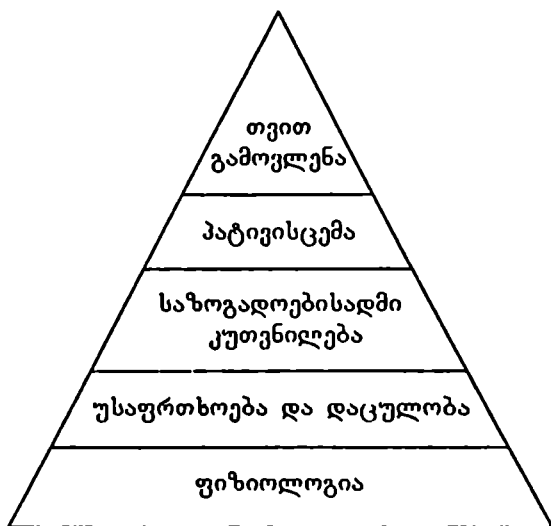 თვით
გამოვლენა
პატივისცემა
საზოგადოებისადმი
კუთვნილება
უსაფრთხოება და დაცულობა
ფიზიოლოგია